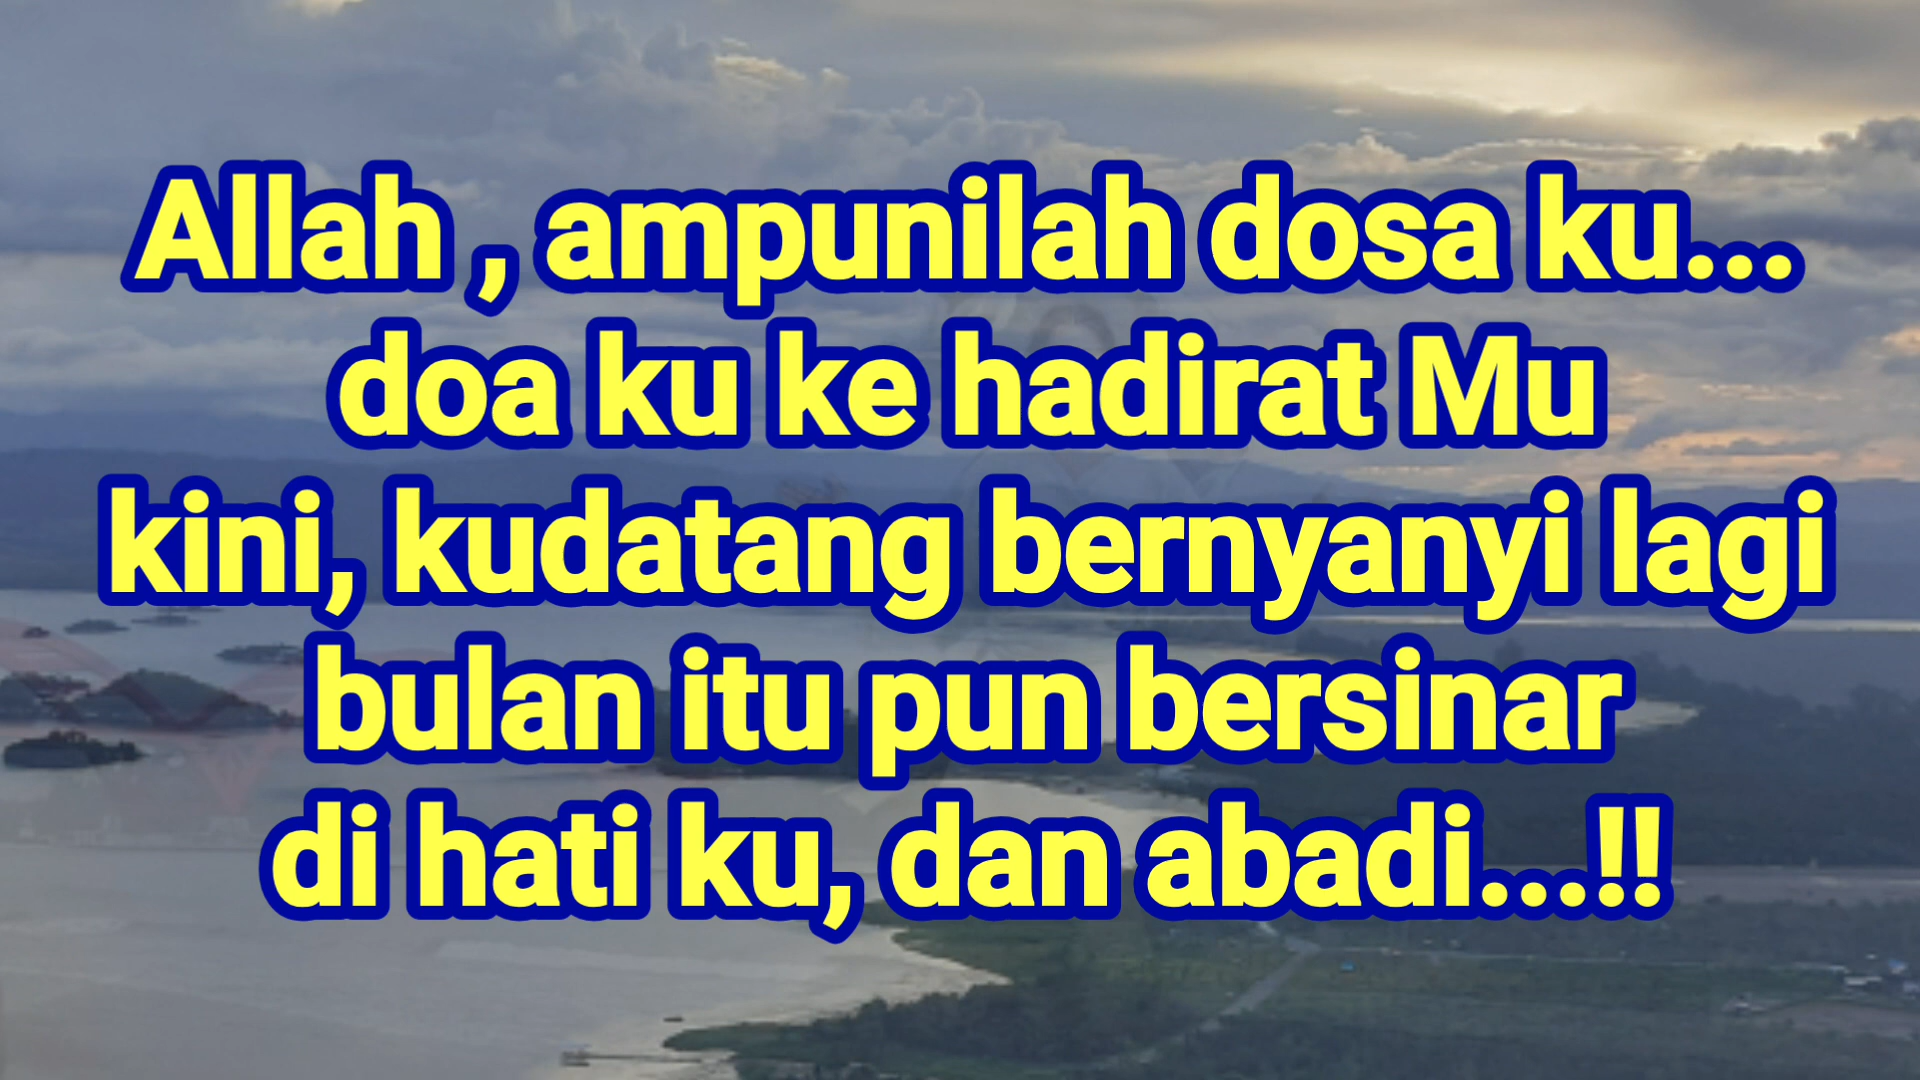 Allah , ampunilah dosa ku...
doa ku ke hadirat Mu
kini, kudatang bernyanyi lagi
bulan itu pun bersinar
di hati ku, dan abadi...!!